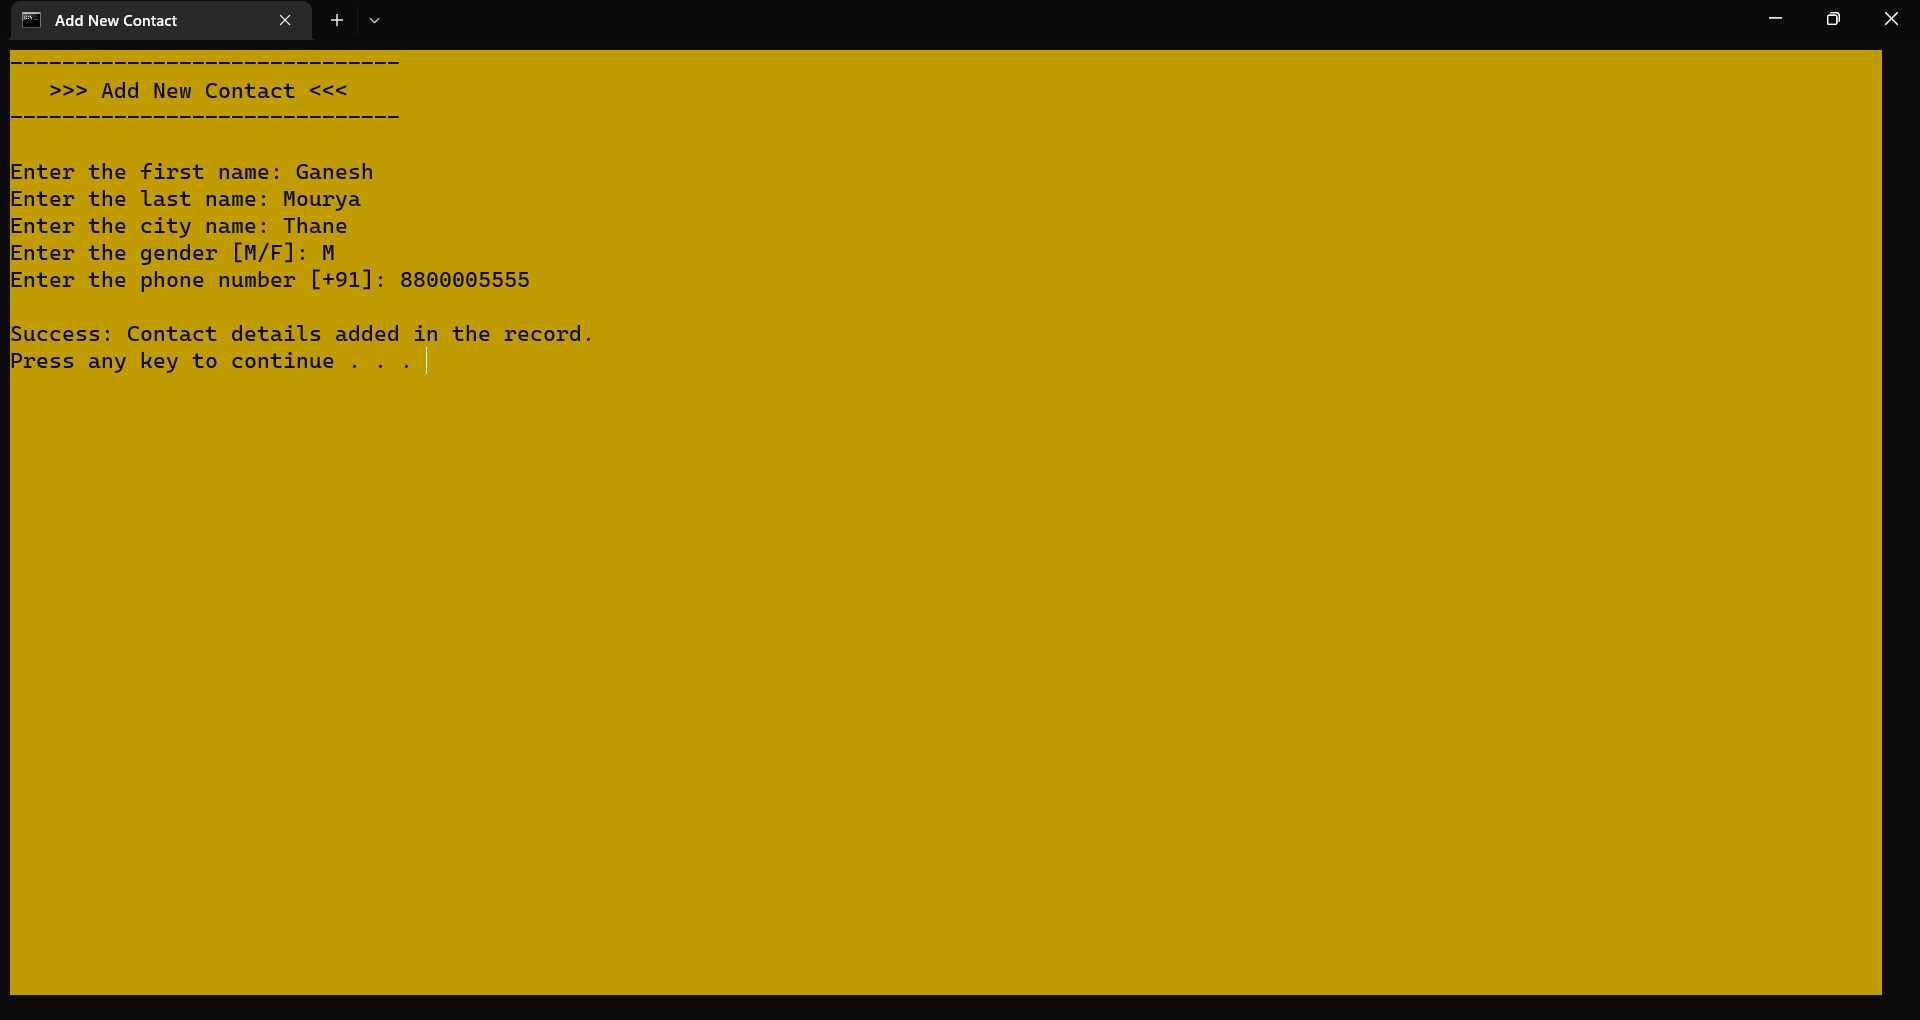 Add New Contact
------------------------------
   >>> Add New Contact <<<
------------------------------
Enter the first name: Ganesh
Enter the last name: Mourya
Enter the city name: Thane
Enter the gender [M/F]: M
Enter the phone number [+91]: 8800005555
Success: Contact details added in the record.
Press any key to continue . . .